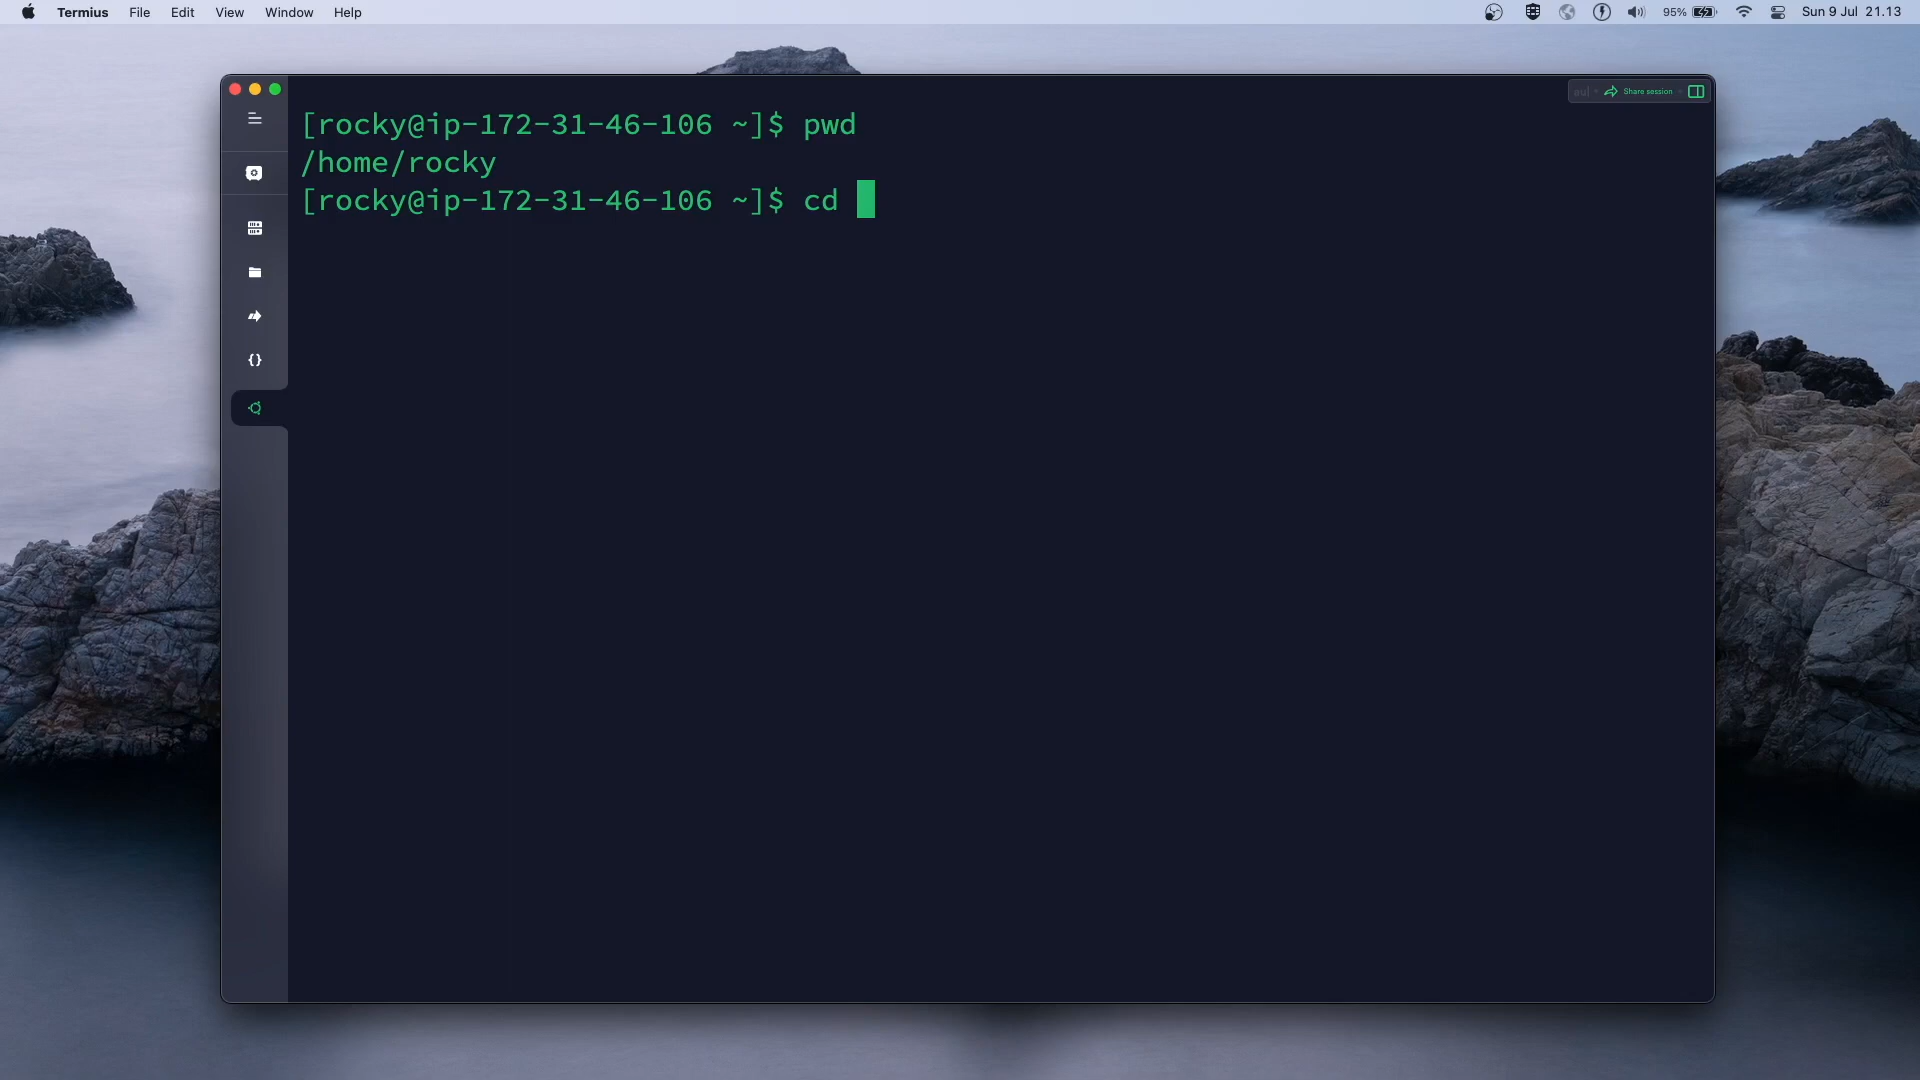 Termius File Edit View Window Help 95% Sun 9 Jul 21.13
Share session
[rocky@ip-172-31-46-106 ~]$ pwd
/home/rocky
[rocky@ip-172-31-46-106 ~]$ cd